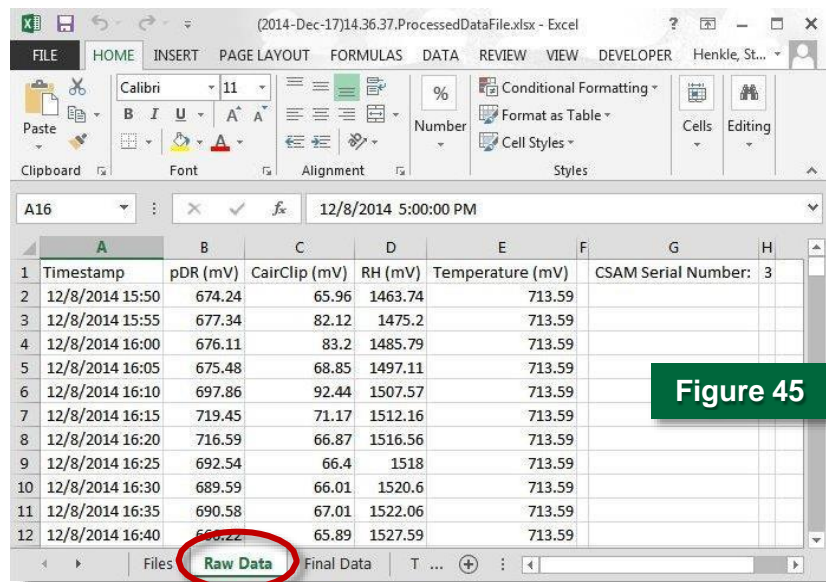 (2014-Dec-17)14.36.37.ProcessedDataFile.xlsx - Excel
FILE HOME INSERT PAGE LAYOUT FORMULAS DATA REVIEW VIEW DEVELOPER Henkle, St...
Calibri 11
Paste
B I U A A A
% Number
Conditional Formatting
Format as Table
Cell Styles
Cells
Editing
Clipboard Font Alignment Styles
A16 fx 12/8/2014 5:00:00 PM
A B C D E F G H
1 Timestamp pDR (mV) CairClip (mV) RH (mV) Temperature (mV) CSAM Serial Number: 3
2 12/8/2014 15:50 674.24 65.96 1463.74 713.59
3 12/8/2014 15:55 677.34 82.12 1475.2 713.59
4 12/8/2014 16:00 676.11 83.2 1485.79 713.59
5 12/8/2014 16:05 675.48 68.85 1497.11 713.59
6 12/8/2014 16:10 697.86 92.44 1507.57 713.59
7 12/8/2014 16:15 719.45 71.17 1512.16 713.59
8 12/8/2014 16:20 716.59 66.87 1516.56 713.59
9 12/8/2014 16:25 692.54 66.4 1518 713.59
10 12/8/2014 16:30 689.59 66.01 1520.6 713.59
11 12/8/2014 16:35 690.58 67.01 1522.06 713.59
12 12/8/2014 16:40 65.89 1527.59 713.59
Figure 45
Files Raw Data Final Data T ...